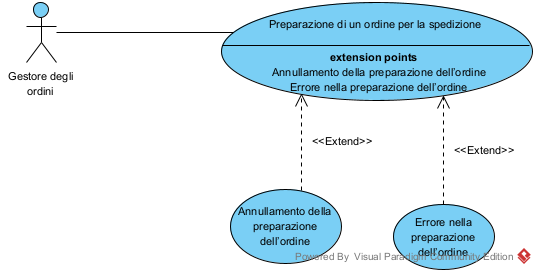 Preparazione di un ordine per la spedizione
extension points
Annullamento della preparazione dell'ordine
Errore nella preparazione dell'ordine
Gestore degli
ordini
<<Extend>>
<<Extend>>
Annullamento della
preparazione
dell'ordine
Errore nella
preparazione
dell'ordine
Powered By Visual Paradigm Community Edition